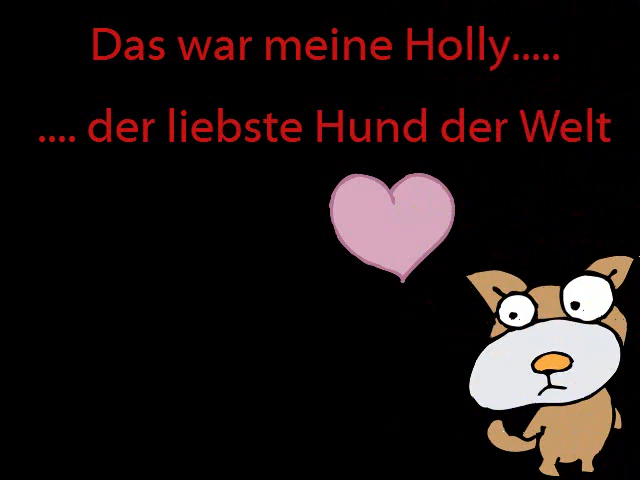 Das war meine Holly.....
.... der liebste Hund der Welt